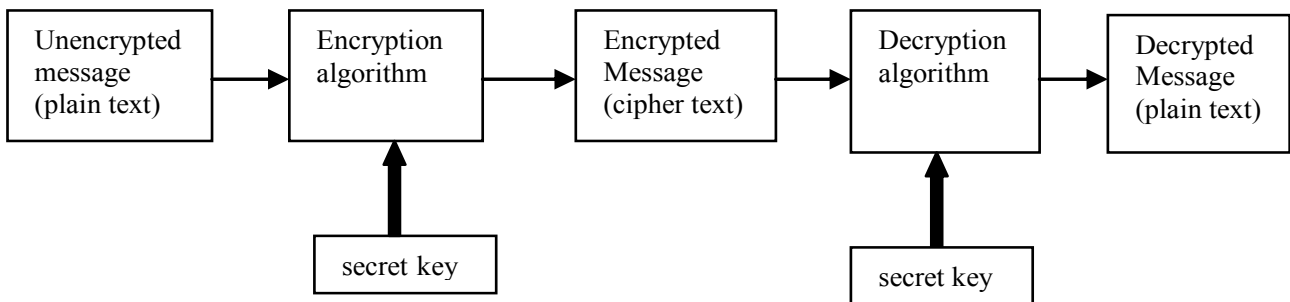 Unencrypted
message
(plain text)
Encryption
algorithm
Encrypted
Message
(cipher text)
Decryption
algorithm
Decrypted
Message
(plain text)
secret key
secret key